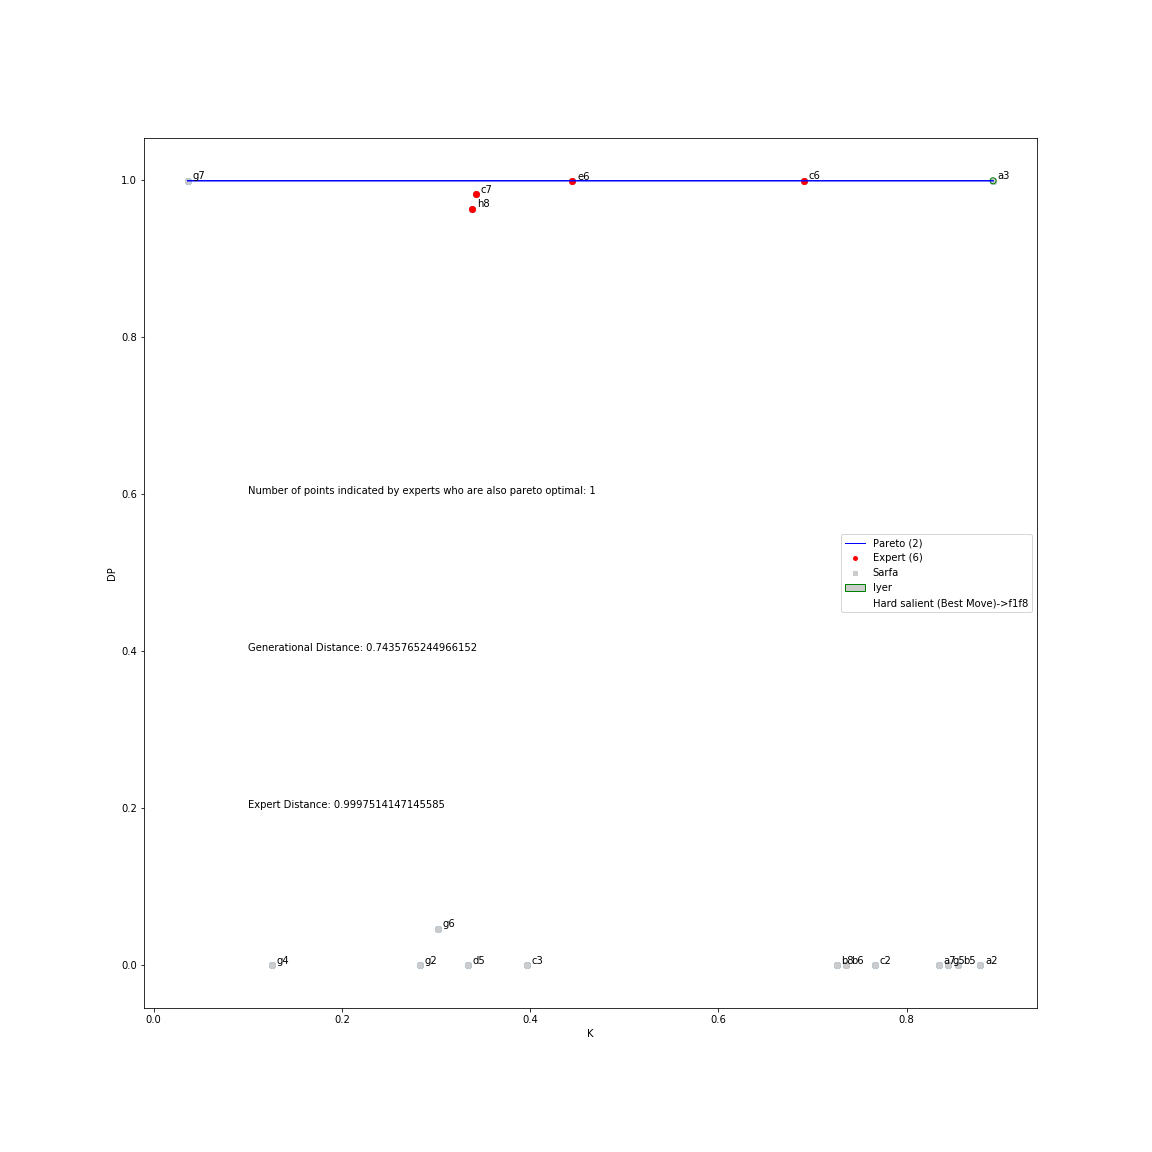 1.0
g7
e6
c6
a3
c7
h8
0.8
0.6
Number of points indicated by experts who are also pareto optimal: 1
Pareto (2)
Expert (6)
Sarfa
Iyer
Hard salient (Best Move)->f1f8
DP
0.4
Generational Distance: 0.7435765244966152
0.2
Expert Distance: 0.9997514147145585
g6
0.0
g4
g2
d5
c3
b8
b6
c2
a7
g5
b5
a2
0.0
0.2
0.4
0.6
0.8
K